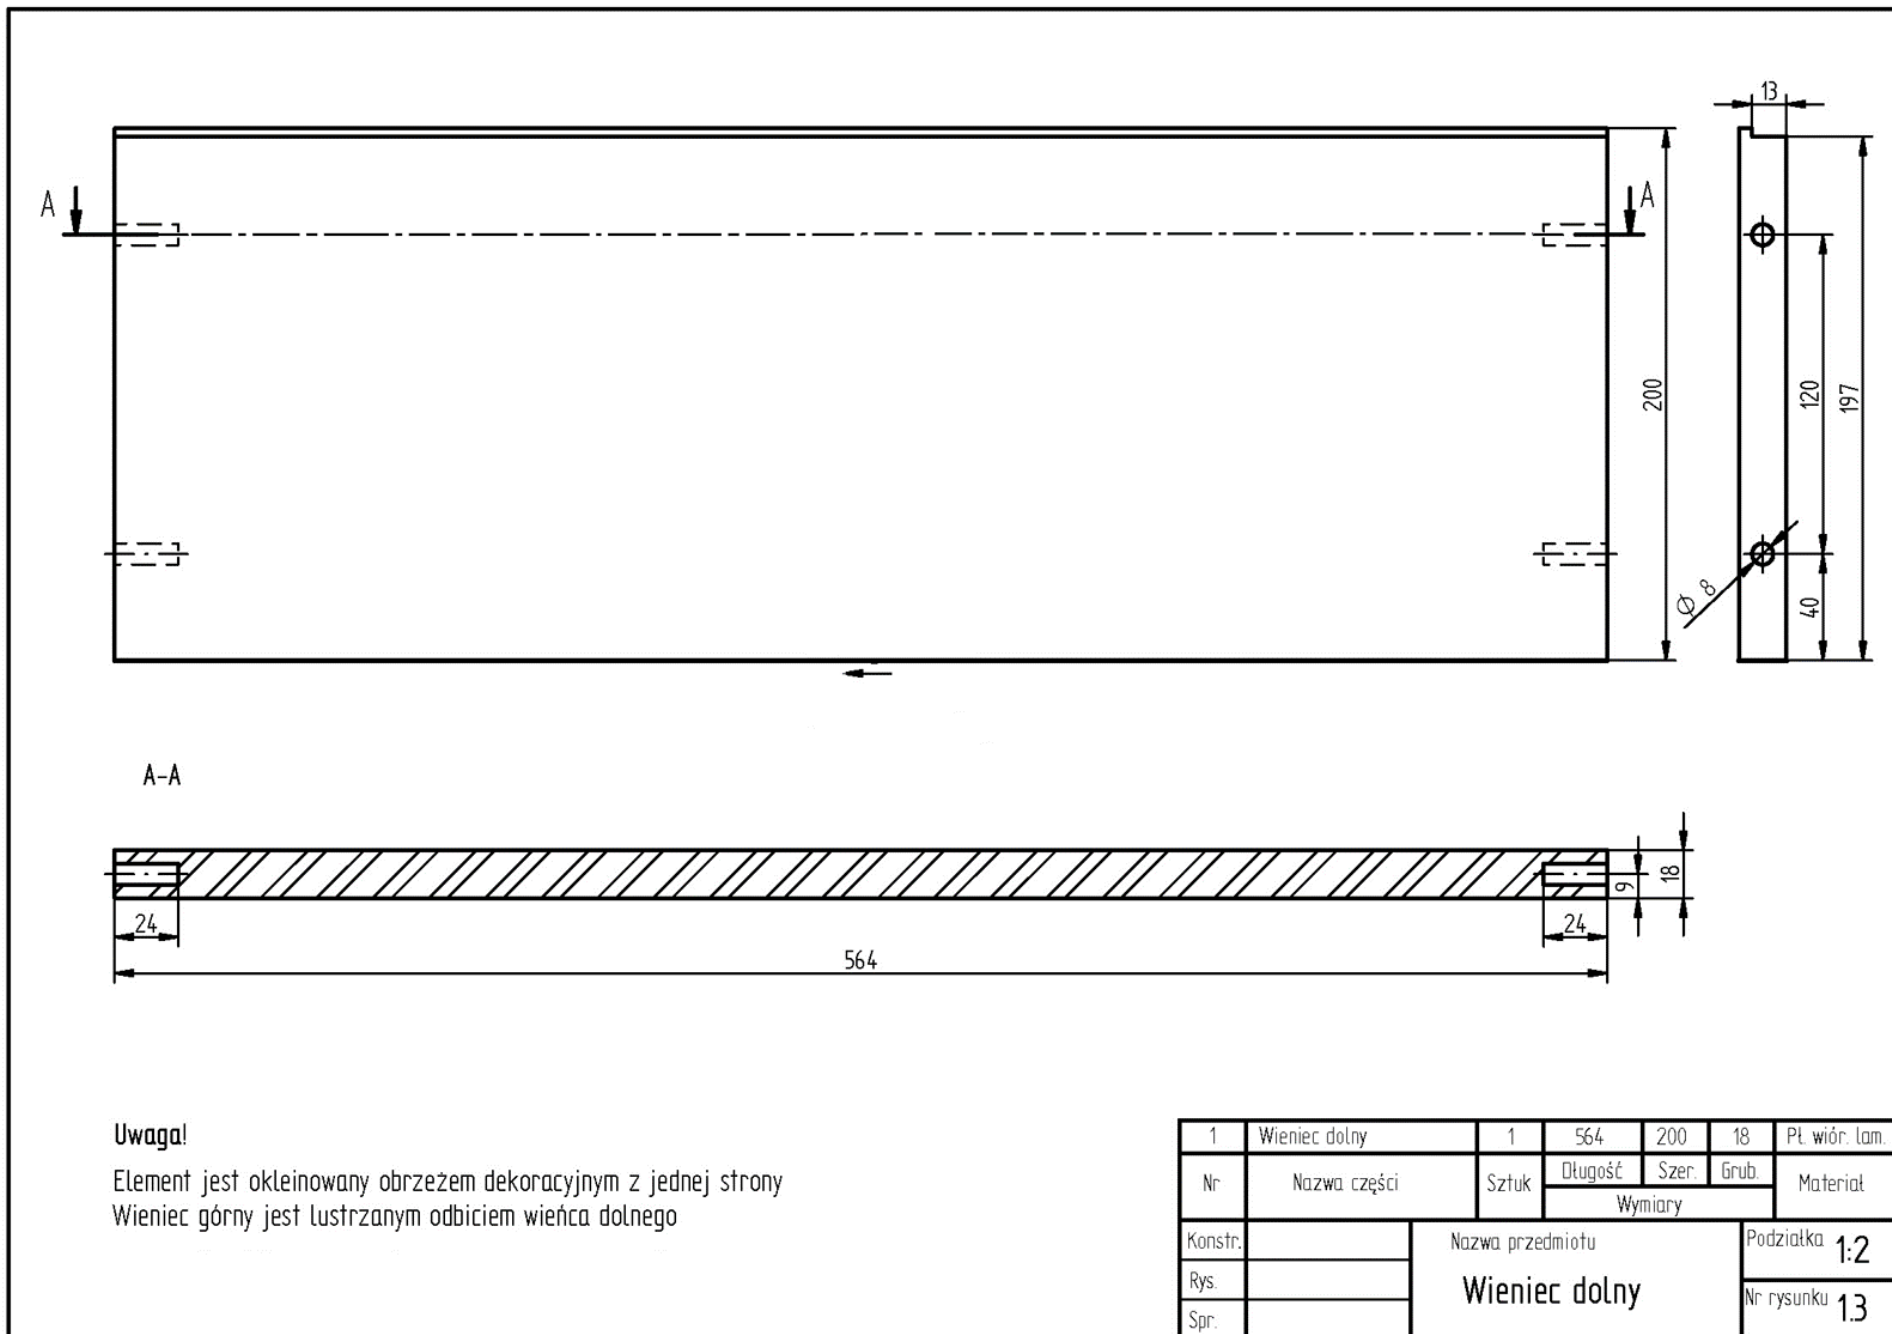 13
A
A
200
120
197
Ø 8
40
A-A
24
24
9
18
564
Uwaga!
Element jest okleinowany obrzeżem dekoracyjnym z jednej strony
Wieniec górny jest lustrzanym odbiciem wieńca dolnego
1 Wieniec dolny 1 564 200 18 Pł. wiór. lam.
Nr Nazwa części Sztuk Długość Szer. Grub. Materiał
Wymiary
Konstr. Nazwa przedmiotu Podziałka 1:2
Rys. Wieniec dolny
Spr. Nr rysunku 1.3